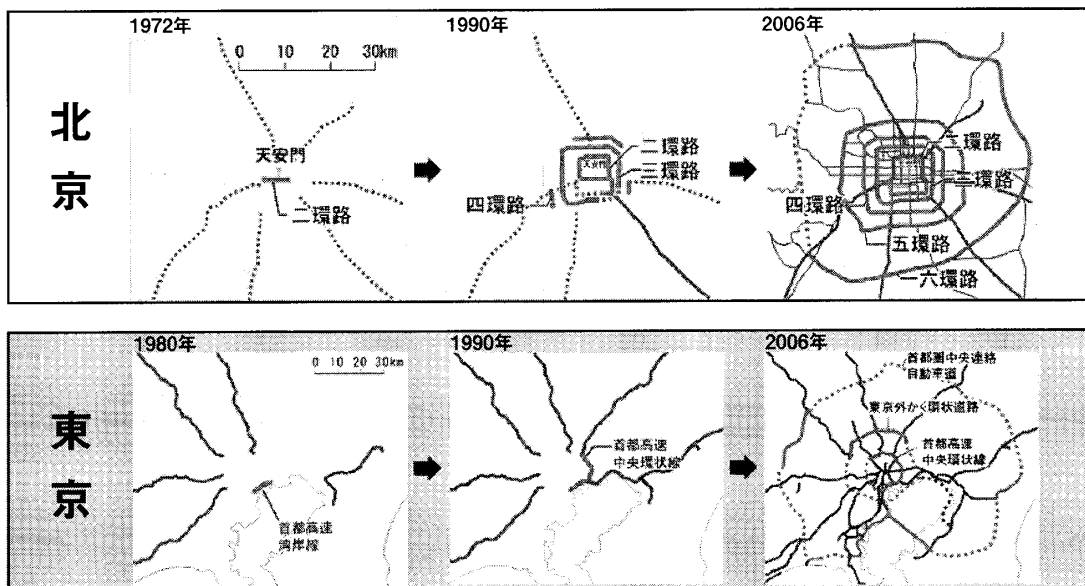 北京
1972年
0 10 20 30km
天安門
二環路
1990年
天安門
二環路
三環路
四環路
2006年
二環路
三環路
四環路
五環路
六環路
東京
1980年
0 10 20 30km
首都高速
湾岸線
1990年
首都高速
中央環状線
2006年
首都圏中央連絡
自動車道
東京外かく環状道路
首都高速
中央環状線